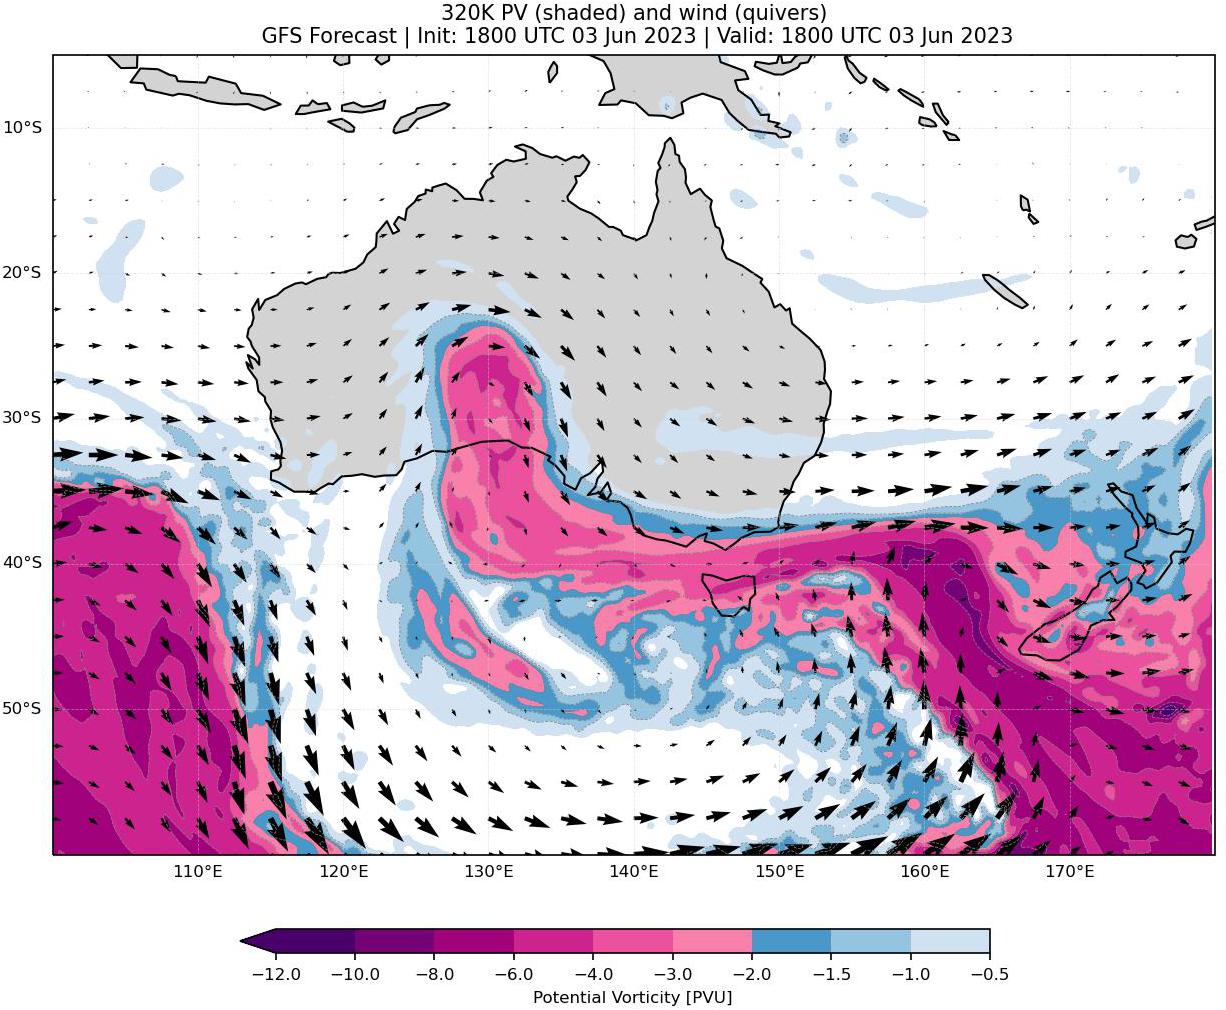 320K PV (shaded) and wind (quivers)
GFS Forecast | Init: 1800 UTC 03 Jun 2023 | Valid: 1800 UTC 03 Jun 2023
10°S
20°S
30°S
40°S
50°S
110°E 120°E 130°E 140°E 150°E 160°E 170°E
−12.0 −10.0 −8.0 −6.0 −4.0 −3.0 −2.0 −1.5 −1.0 −0.5
Potential Vorticity [PVU]